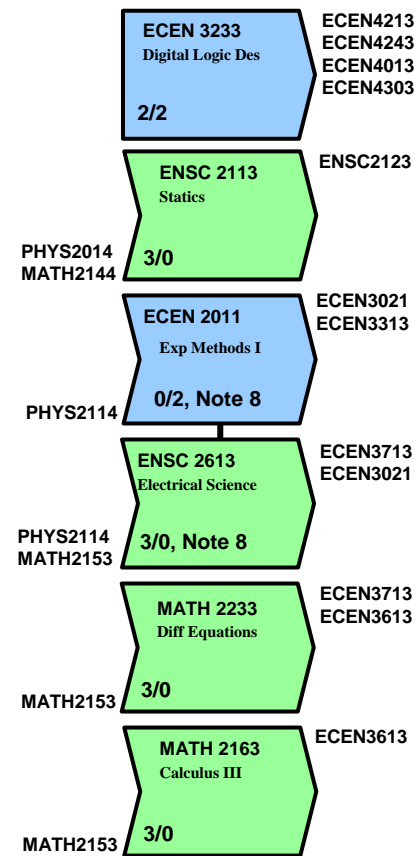 ECEN 3233
Digital Logic Des
2/2
ECEN4213
ECEN4243
ECEN4013
ECEN4303
ENSC 2113
Statics
3/0
ENSC2123
PHYS2014
MATH2144
ECEN 2011
Exp Methods I
0/2, Note 8
ECEN3021
ECEN3313
PHYS2114
ENSC 2613
Electrical Science
3/0, Note 8
ECEN3713
ECEN3021
PHYS2114
MATH2153
MATH 2233
Diff Equations
3/0
ECEN3713
ECEN3613
MATH2153
MATH 2163
Calculus III
3/0
ECEN3613
MATH2153